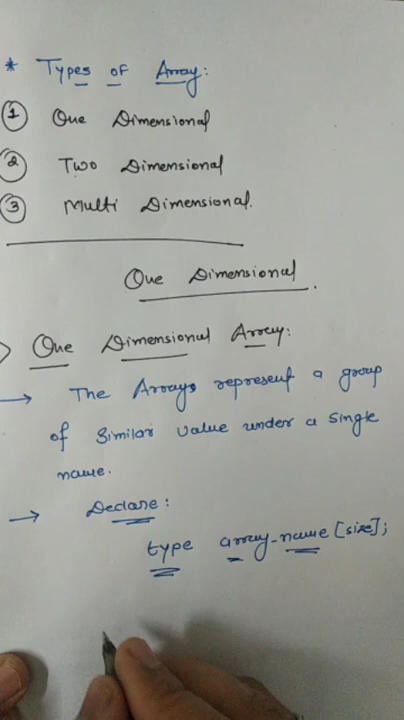 * Types of Array:
① One Dimensional
② Two Dimensional
③ Multi Dimensional.
One Dimensional.
One Dimensional Array:
→ The Arrays represent a group
of Similar Value under a single
name.
→ Declare:
type array-name [size];